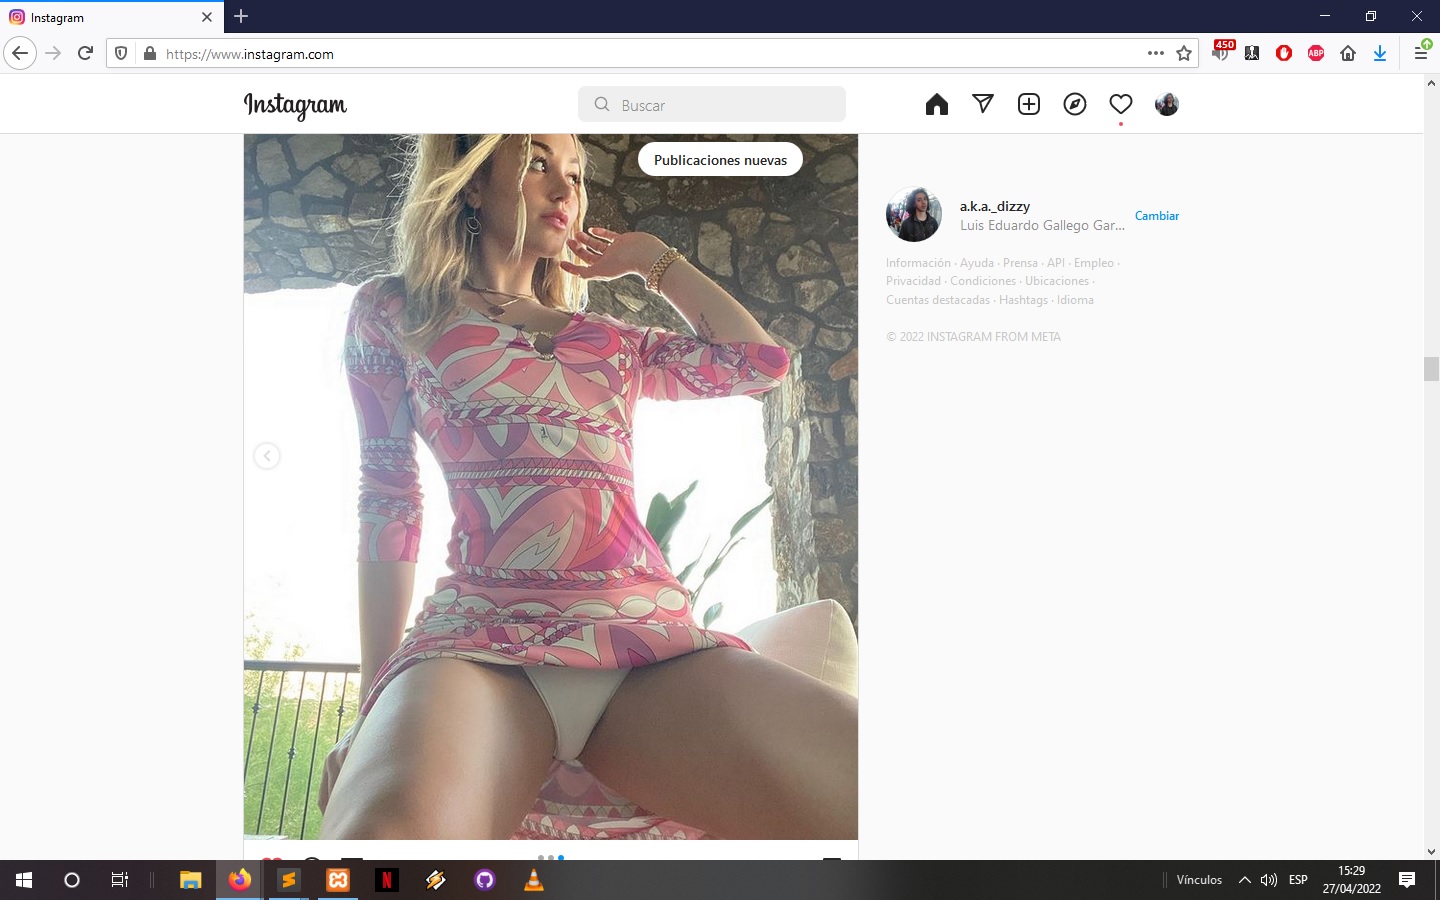 Instagram
https://www.instagram.com
450
ABP
Instagram
Buscar
Publicaciones nuevas
a.k.a._dizzy
Luis Eduardo Gallego Gar...
Cambiar
Información · Ayuda · Prensa · API · Empleo ·
Privacidad · Condiciones · Ubicaciones ·
Cuentas destacadas · Hashtags · Idioma
© 2022 INSTAGRAM FROM META
N
Vínculos
ESP
15:29
27/04/2022